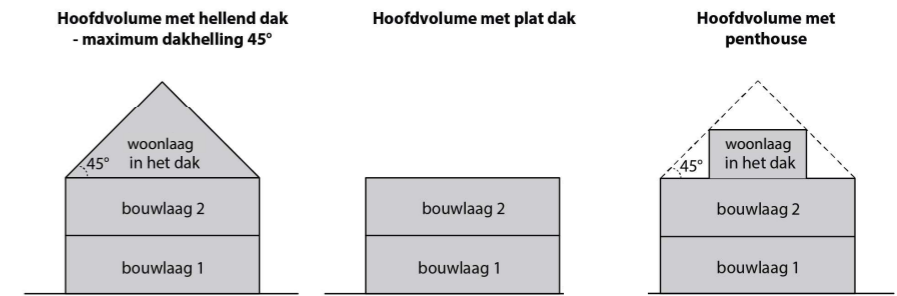 Hoofdvolume met hellend dak
- maximum dakhelling 45°
woonlaag
45° in het dak
bouwlaag 2
bouwlaag 1
Hoofdvolume met plat dak
bouwlaag 2
bouwlaag 1
Hoofdvolume met
penthouse
woonlaag
45° in het dak
bouwlaag 2
bouwlaag 1